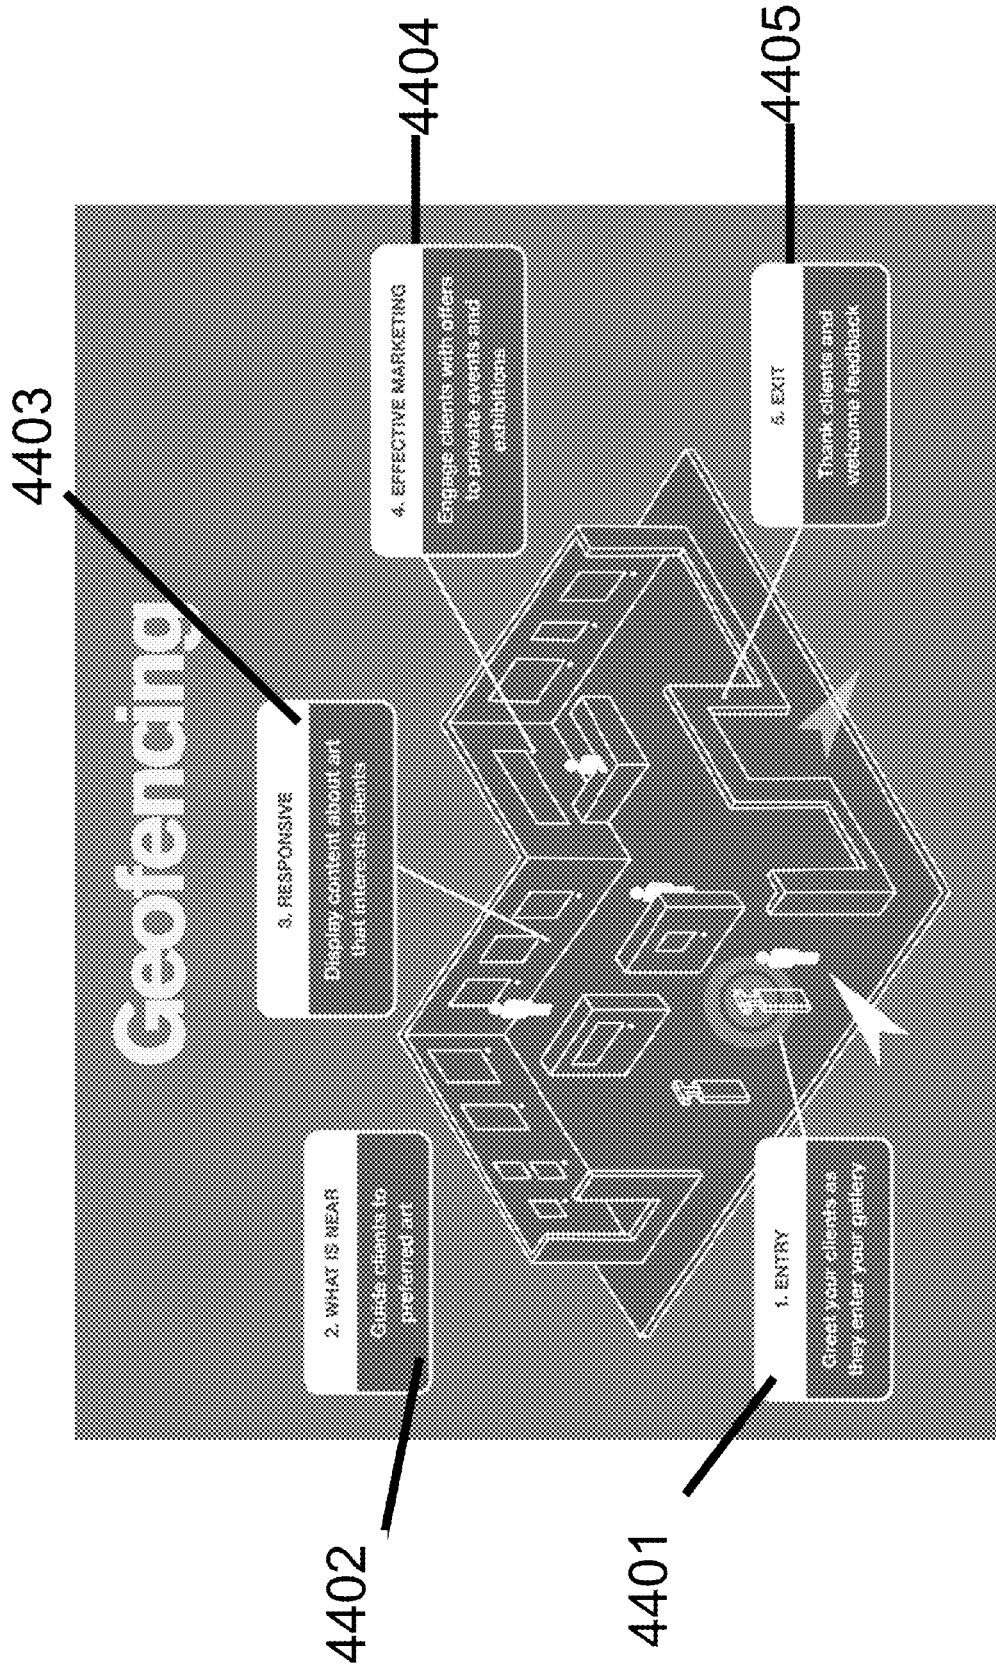 4403
4404
4402
4401
4405
Geofencing
3. RESPONSIVE
Display content about art
that interests clients
2. WHAT IS NEAR
Guide clients to
preferred art
4. EFFECTIVE MARKETING
Engage clients with offers
to private events and
exhibitions
1. ENTRY
Greet your clients as
they enter your gallery
5. EXIT
Thank clients and
welcome feedback